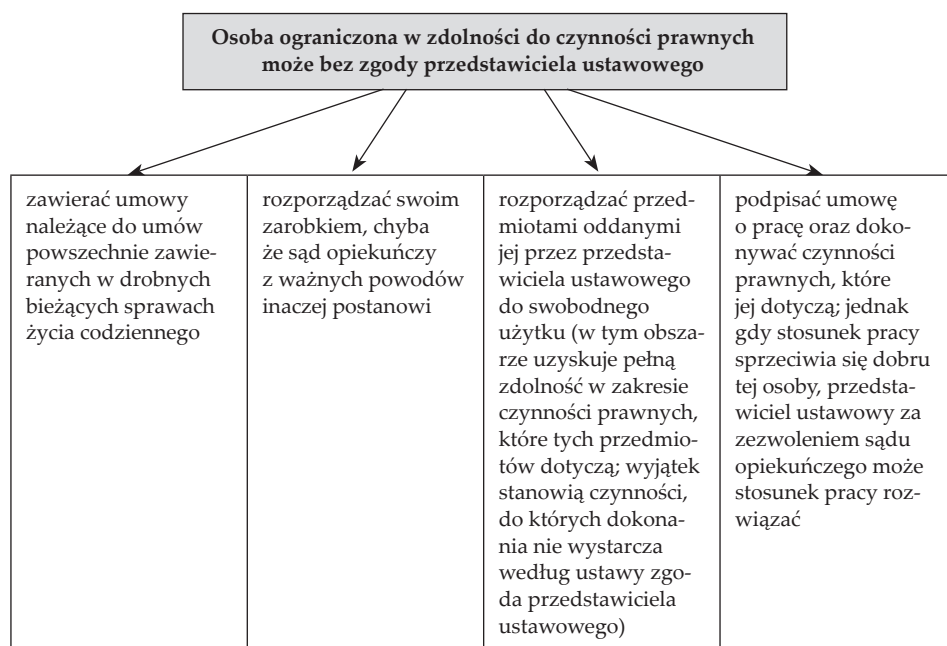 Osoba ograniczona w zdolności do czynności prawnych
może bez zgody przedstawiciela ustawowego
zawierać umowy
należące do umów
powszechnie zawie-
ranych w drobnych
bieżących sprawach
życia codziennego
rozporządzać swoim
zarobkiem, chyba
że sąd opiekuńczy
z ważnych powodów
inaczej postanowi
rozporządzać przed-
miotami oddanymi
jej przez przedsta-
wiciela ustawowego
do swobodnego
użytku (w tym obsza-
rze uzyskuje pełną
zdolność w zakresie
czynności prawnych,
które tych przedmio-
tów dotyczą; wyjątek
stanowią czynności,
do których dokona-
nia nie wystarcza
według ustawy zgo-
da przedstawiciela
ustawowego)
podpisać umowę
o pracę oraz doko-
nywać czynności
prawnych, które
jej dotyczą; jednak
gdy stosunek pracy
sprzeciwia się dobru
tej osoby, przedsta-
wiciel ustawowy za
zezwoleniem sądu
opiekuńczego może
stosunek pracy roz-
wiązać